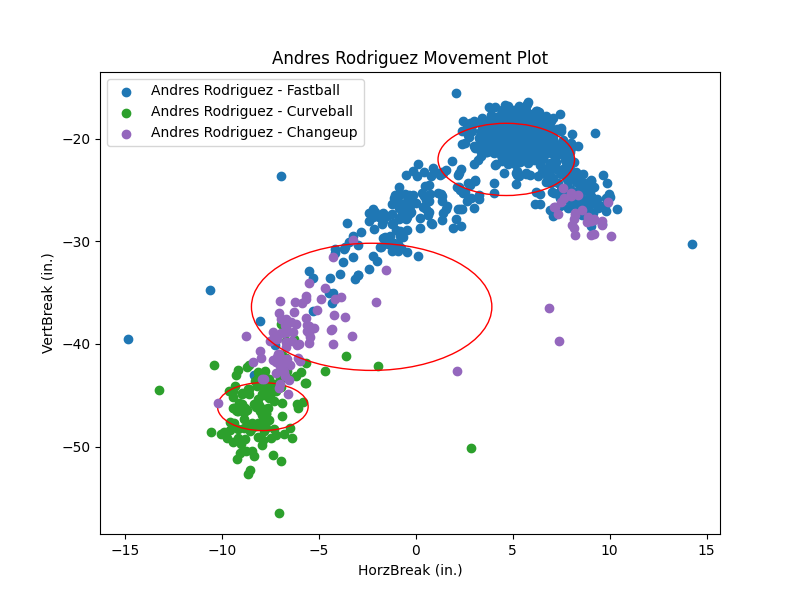 Andres Rodriguez Movement Plot
Andres Rodriguez - Fastball
Andres Rodriguez - Curveball
Andres Rodriguez - Changeup
VertBreak (in.)
−20
−30
−40
−50
−15
−10
−5
0
5
10
15
HorzBreak (in.)